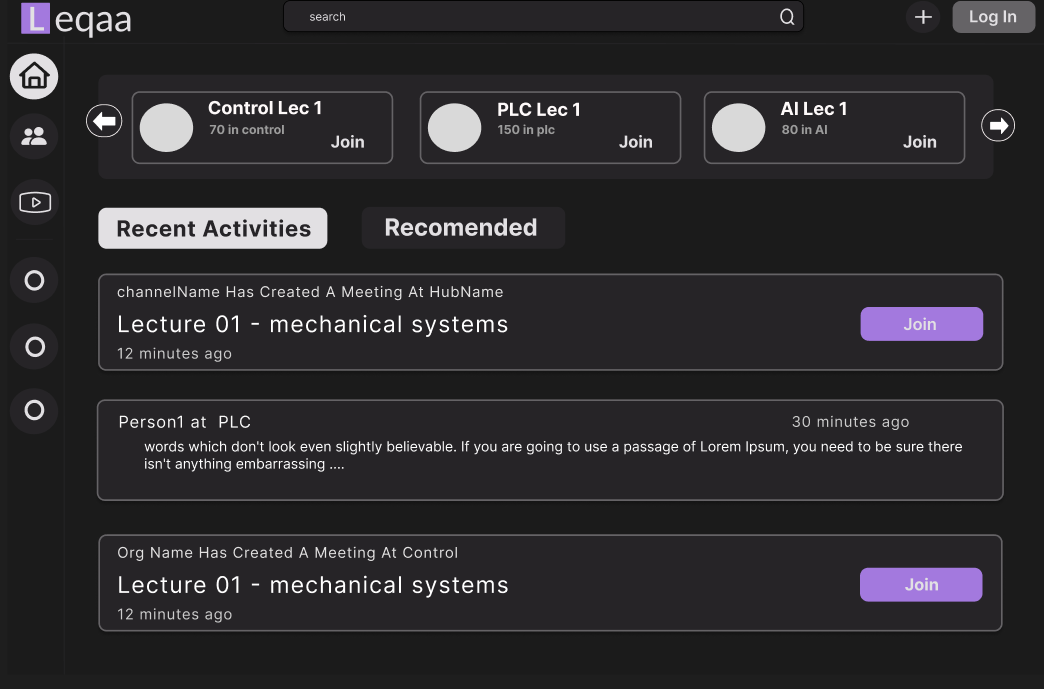 Leqaa
search
Log In
Control Lec 1
70 in control
Join
PLC Lec 1
150 in plc
Join
AI Lec 1
80 in AI
Join
Recent Activities
Recomended
channelName Has Created A Meeting At HubName
Lecture 01 - mechanical systems
12 minutes ago
Join
Person1 at PLC
30 minutes ago
words which don't look even slightly believable. If you are going to use a passage of Lorem Ipsum, you need to be sure there
isn't anything embarrassing ....
Org Name Has Created A Meeting At Control
Lecture 01 - mechanical systems
12 minutes ago
Join